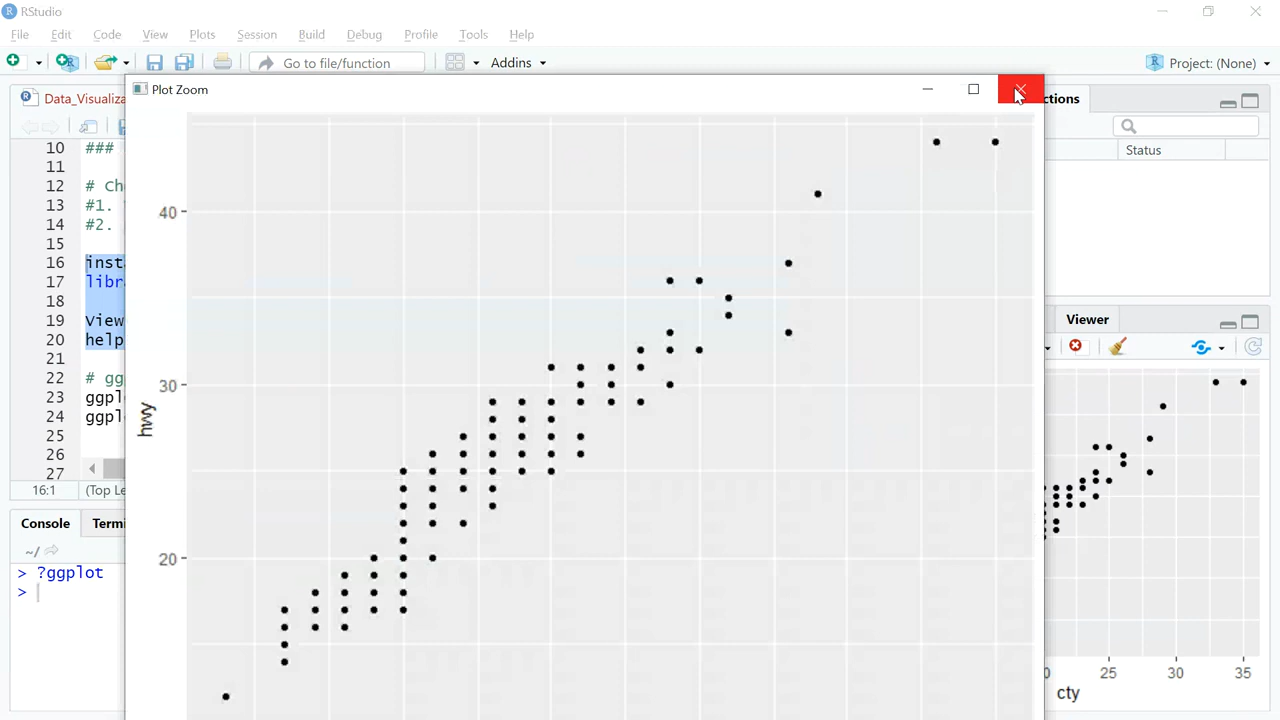 RStudio
File Edit Code View Plots Session Build Debug Profile Tools Help
Go to file/function Addins Project: (None)
Plot Zoom
Data_Visualiza
ctions
Status
10 ###
11
12 # Ch
13 #1.
14 #2.
15
16 inst
17 libr
18
19 View
20 help
21
22 # gg
23 ggpl
24 ggpl
25
26
27
16:1 (Top Le
Console Termi
~/
> ?ggplot
>
40
30
20
hwy
Viewer
25 30 35
cty